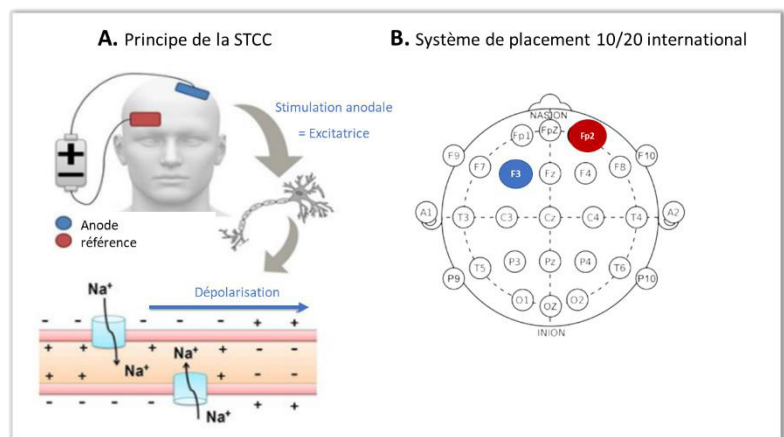 A. Principe de la STCC
Stimulation anodale
= Excitatrice
+
−
Anode
référence
Dépolarisation
Na⁺
Na⁺
- - - - - + +
+ + + + + - -
Na⁺
+ + + - -
- - - - + +
Na⁺
B. Système de placement 10/20 international
NASION
Fp1 FpZ Fp2
F9 F10
F7 F3 Fz F4 F8
A1 T3 C3 Cz C4 T4 A2
T5 P3 Pz P4 T6
P9 P10
O1 OZ O2
INION